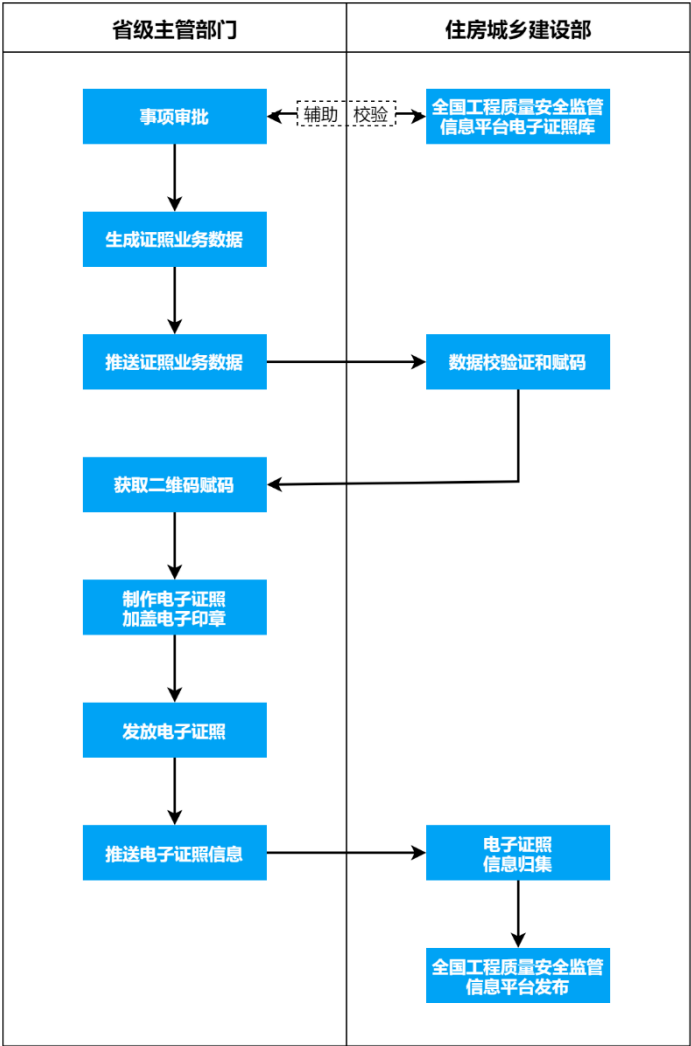 省级主管部门
住房城乡建设部
事项审批
辅助 校验
全国工程质量安全监管
信息平台电子证照库
生成证照业务数据
推送证照业务数据
数据校验证和赋码
获取二维码赋码
制作电子证照
加盖电子印章
发放电子证照
推送电子证照信息
电子证照
信息归集
全国工程质量安全监管
信息平台发布